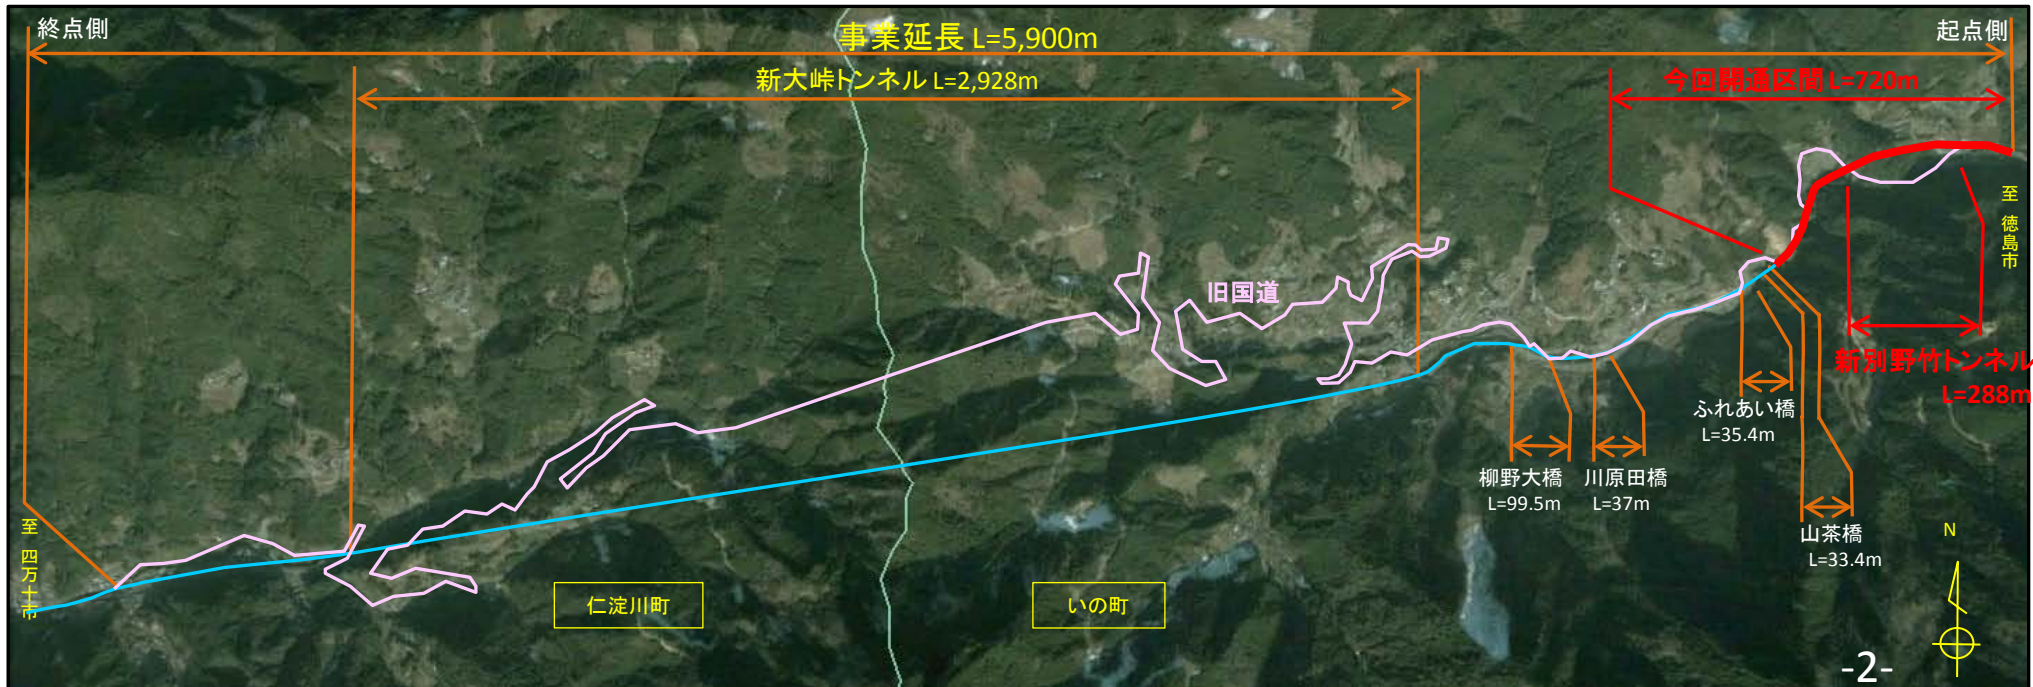 終点側
事業延長 L=5,900m
起点側
新大峠トンネル L=2,928m
今回開通区間 L=720m
至 徳島市
旧国道
新別野竹トンネル
L=288m
ふれあい橋
L=35.4m
柳野大橋
L=99.5m
川原田橋
L=37m
山茶橋
L=33.4m
至 四万十市
仁淀川町
いの町
N
-2-